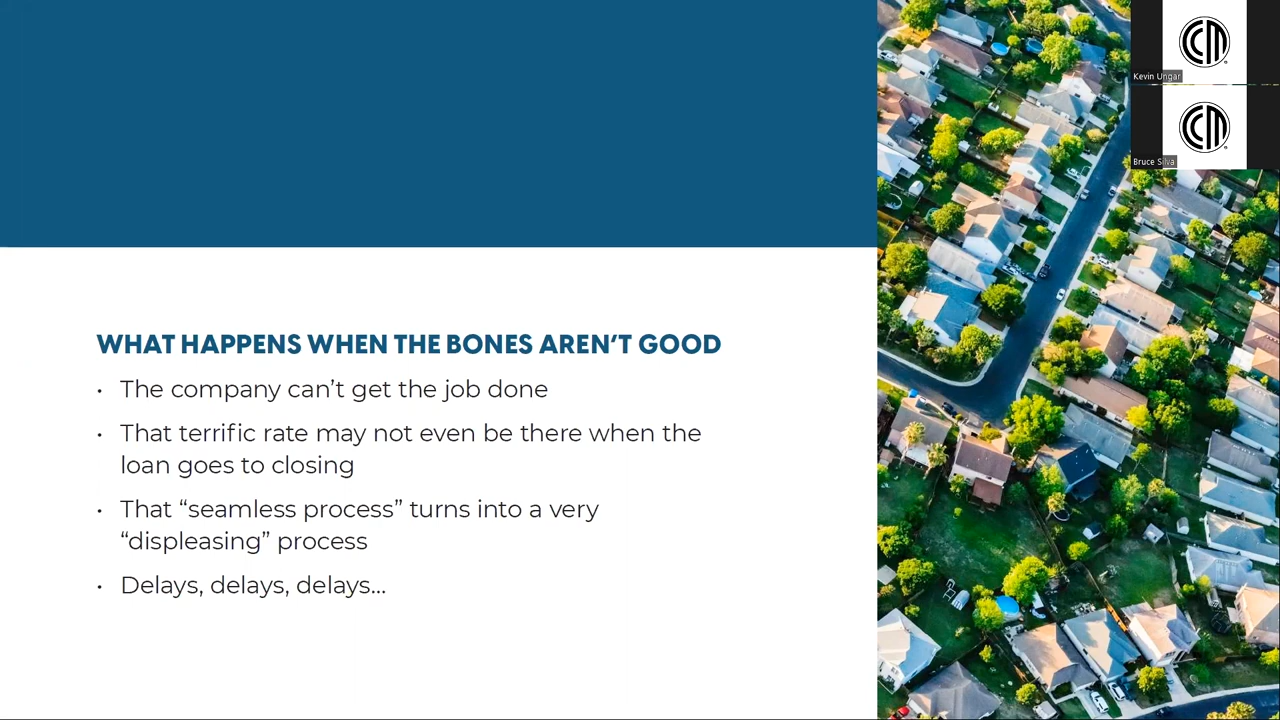 Kevin Ungar
Bruce Silva
WHAT HAPPENS WHEN THE BONES AREN’T GOOD
• The company can’t get the job done
• That terrific rate may not even be there when the
loan goes to closing
• That “seamless process” turns into a very
“displeasing” process
• Delays, delays, delays...